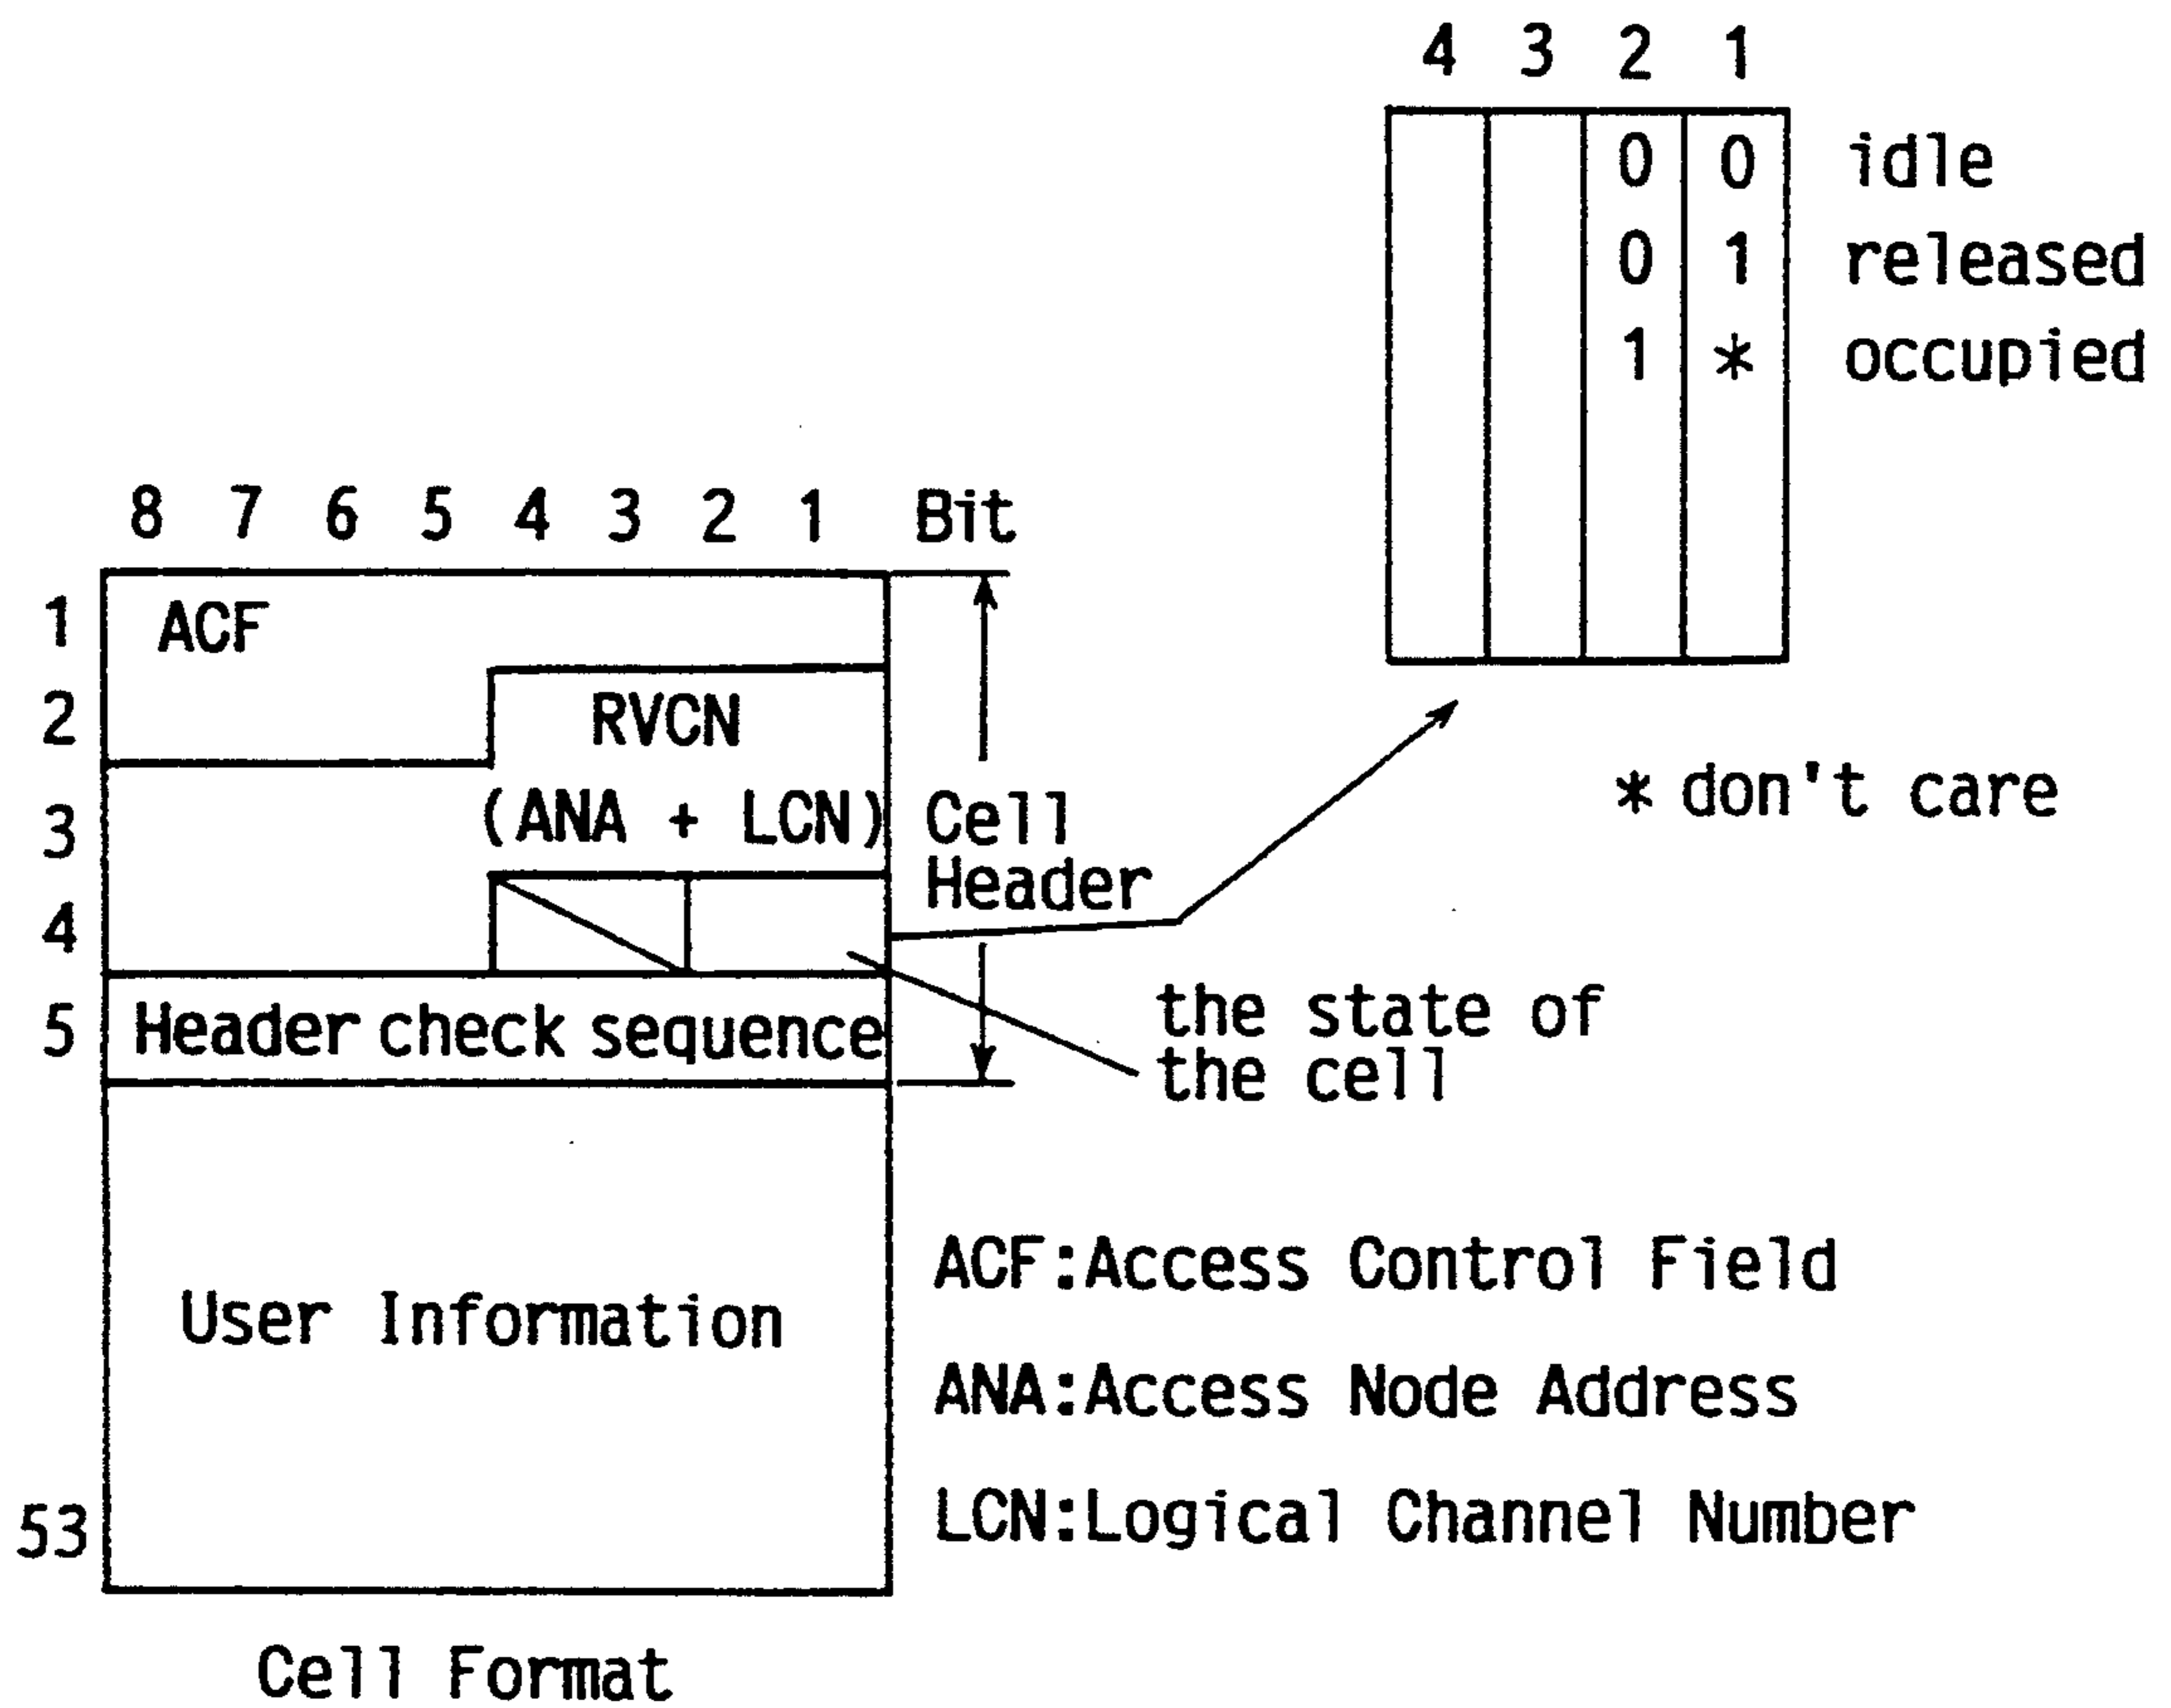 4 3 2 1
0 0 idle
0 1 released
1 * occupied
* don't care
8 7 6 5 4 3 2 1 Bit
1 ACF
2 RVCN
3 (ANA + LCN)
4
5 Header check sequence
53
Cell
Header
the state of
the cell
User Information
ACF:Access Control Field
ANA:Access Node Address
LCN:Logical Channel Number
Cell Format